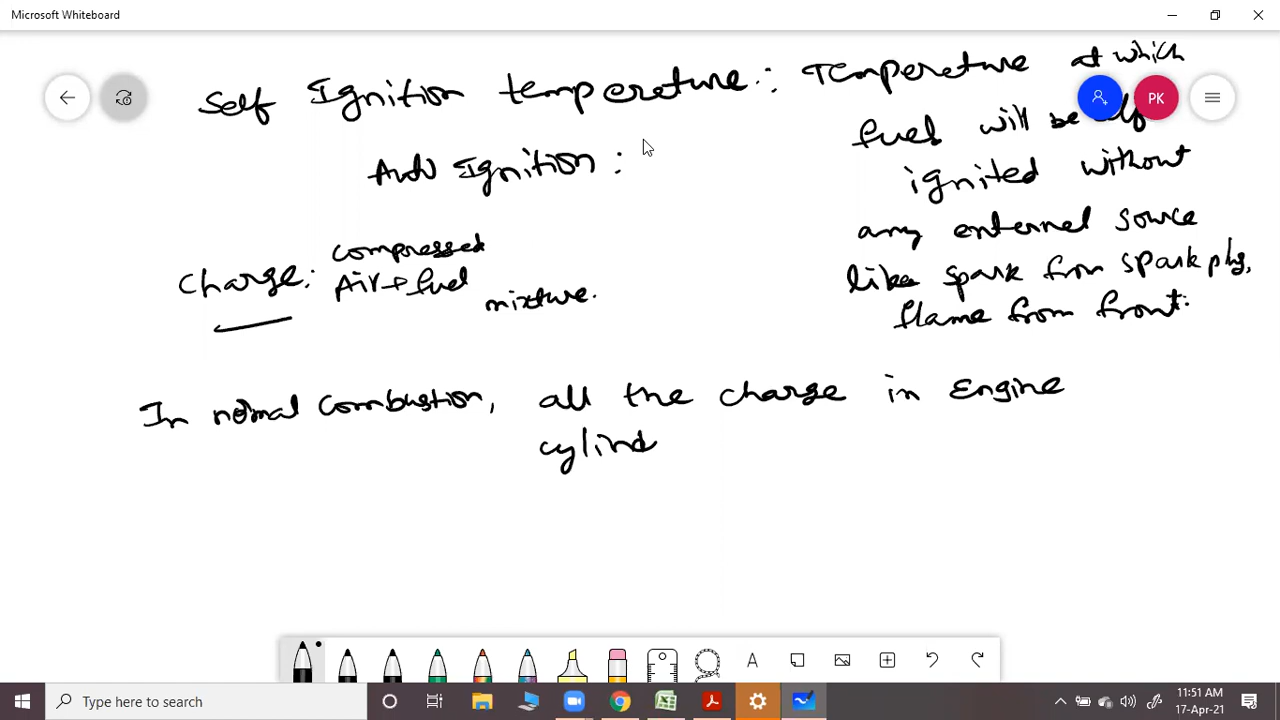 Microsoft Whiteboard
Self Ignition temperature : Temperature at which
fuel will be self
ignited without
any external source
like spark from spark plug,
flame from front.
Auto Ignition :
PK
charge : compressed
Air + fuel
mixture.
In normal combustion, all the charge in Engine
cylind
Type here to search
11:51 AM
17-Apr-21